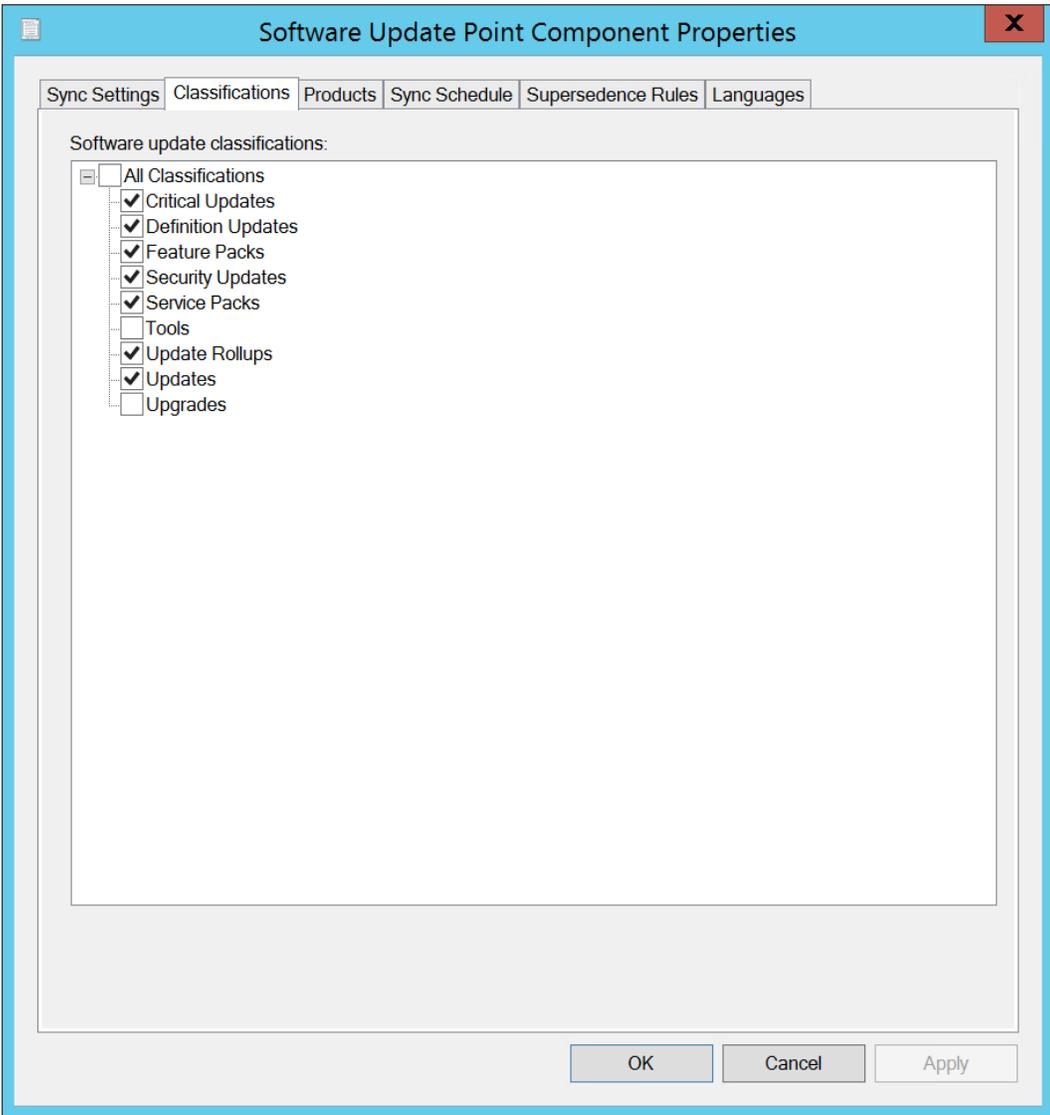 Software Update Point Component Properties
X
Sync Settings Classifications Products Sync Schedule Supersedence Rules Languages
Software update classifications:
All Classifications
Critical Updates
Definition Updates
Feature Packs
Security Updates
Service Packs
Tools
Update Rollups
Updates
Upgrades
OK Cancel Apply